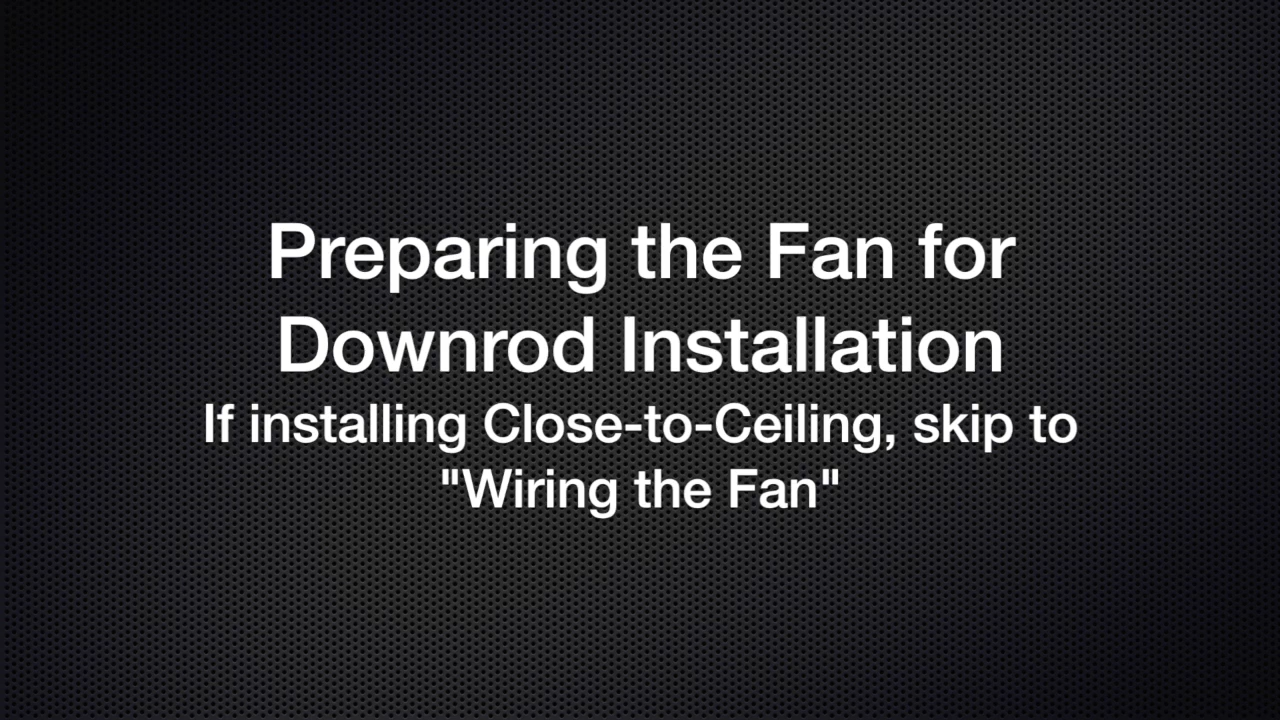 Preparing the Fan for
Downrod Installation
If installing Close-to-Ceiling, skip to
"Wiring the Fan"